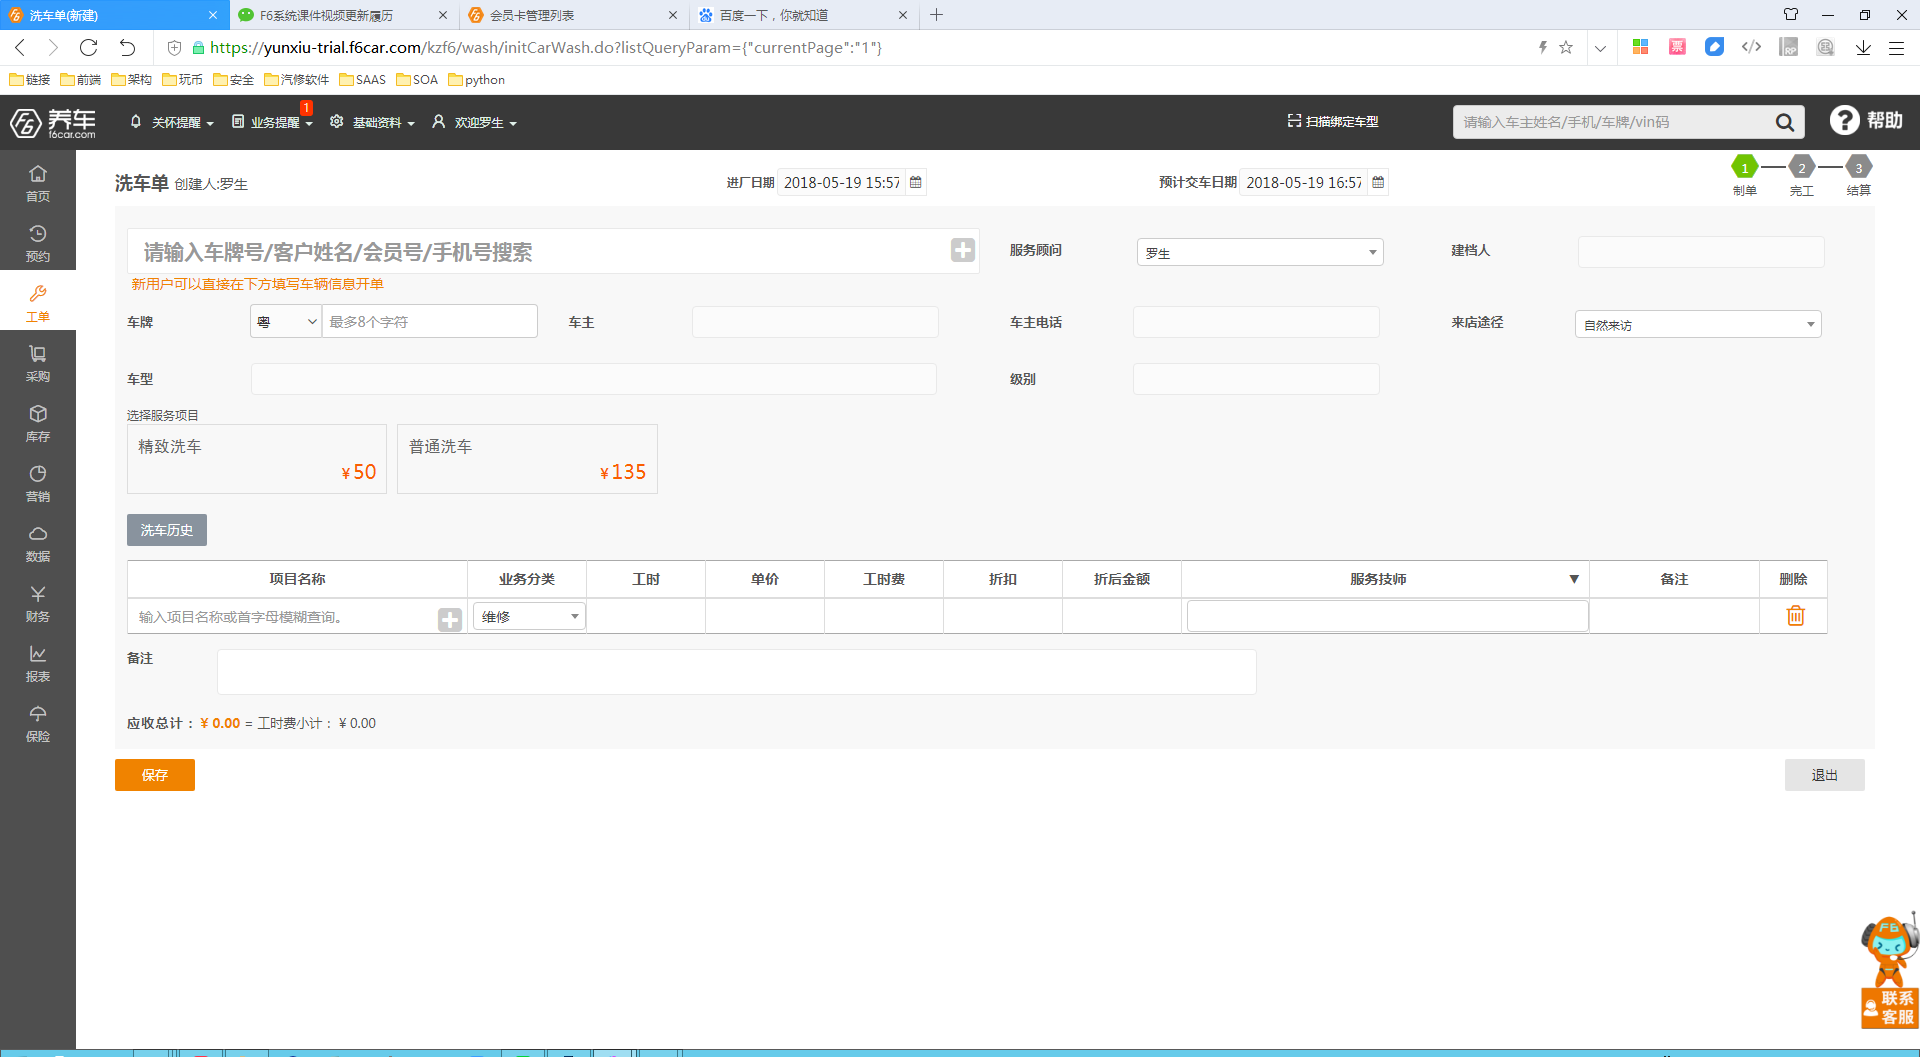 洗车单(新建)
F6系统课件视频更新履历
会员卡管理列表
百度一下，你就知道
https://yunxiu-trial.f6car.com/kzf6/wash/initCarWash.do?listQueryParam={"currentPage":"1"}
票
RP
链接
前端
架构
玩币
安全
汽修软件
SAAS
SOA
python
养车
f6car.com
关怀提醒
业务提醒
1
基础资料
欢迎罗生
扫描绑定车型
请输入车主姓名/手机/车牌/vin码
帮助
首页
预约
工单
采购
库存
营销
数据
财务
报表
保险
洗车单 创建人:罗生
进厂日期 2018-05-19 15:57
预计交车日期 2018-05-19 16:57
1 2 3
制单 完工 结算
请输入车牌号/客户姓名/会员号/手机号搜索
服务顾问 罗生
建档人
新用户可以直接在下方填写车辆信息开单
车牌 粤 最多8个字符
车主
车主电话
来店途径 自然来访
车型
级别
选择服务项目
精致洗车
¥50
普通洗车
¥135
洗车历史
项目名称 业务分类 工时 单价 工时费 折扣 折后金额 服务技师 ▼ 备注 删除
输入项目名称或首字母模糊查询。 维修
备注
应收总计： ¥ 0.00 = 工时费小计： ¥ 0.00
保存
退出
F6
联系
客服